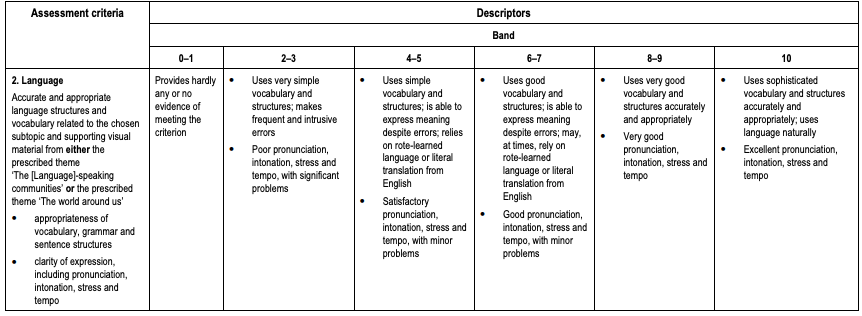 Assessment criteria
Descriptors
Band
0–1
2–3
4–5
6–7
8–9
10
2. Language
Accurate and appropriate
language structures and
vocabulary related to the chosen
subtopic and supporting visual
material from either the
prescribed theme
'The [Language]-speaking
communities' or the prescribed
theme 'The world around us'
• appropriateness of
vocabulary, grammar and
sentence structures
• clarity of expression,
including pronunciation,
intonation, stress and
tempo
Provides hardly
any or no
evidence of
meeting the
criterion
• Uses very simple
vocabulary and
structures; makes
frequent and intrusive
errors
• Poor pronunciation,
intonation, stress and
tempo, with significant
problems
• Uses simple
vocabulary and
structures; is able to
express meaning
despite errors; relies
on rote-learned
language or literal
translation from
English
• Satisfactory
pronunciation,
intonation, stress and
tempo, with minor
problems
• Uses good
vocabulary and
structures; is able to
express meaning
despite errors; may,
at times, rely on
rote-learned
language or literal
translation from
English
• Good pronunciation,
intonation, stress and
tempo, with minor
problems
• Uses very good
vocabulary and
structures accurately
and appropriately
• Very good
pronunciation,
intonation, stress and
tempo
• Uses sophisticated
vocabulary and structures
accurately and
appropriately; uses
language naturally
• Excellent pronunciation,
intonation, stress and
tempo